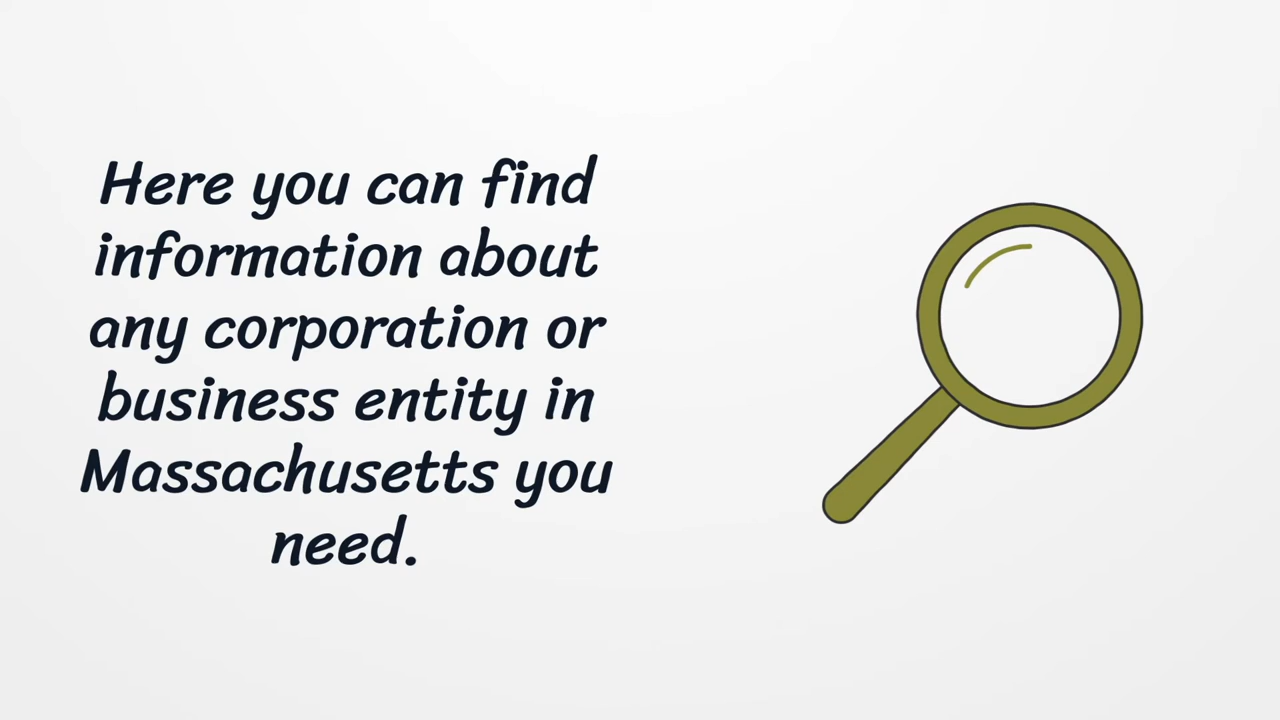 Here you can find
information about
any corporation or
business entity in
Massachusetts you
need.